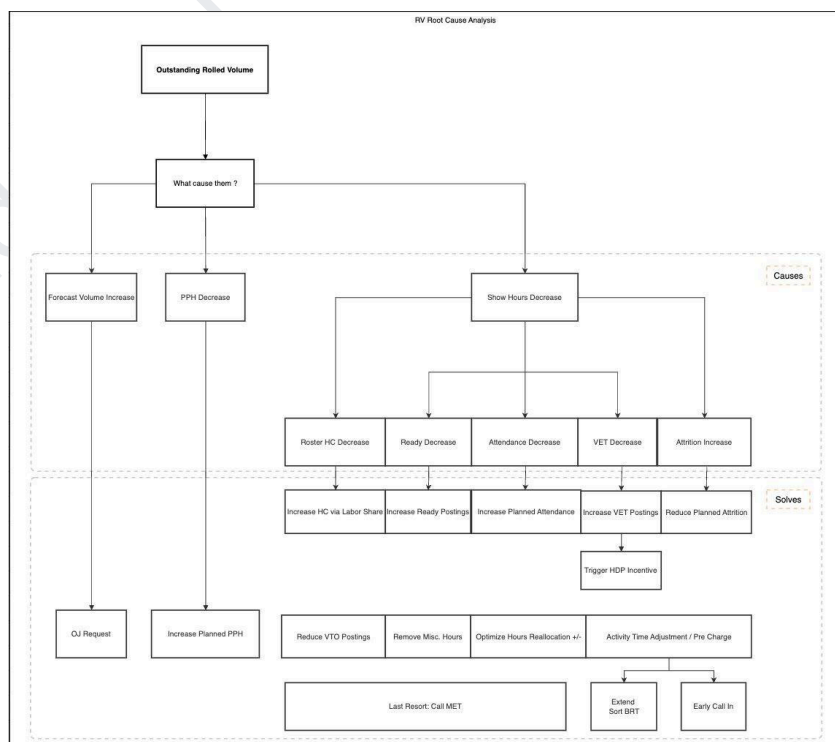 RV Root Cause Analysis
Outstanding Rolled Volume
What cause them ?
Causes
Forecast Volume Increase
PPH Decrease
Show Hours Decrease
Roster HC Decrease
Ready Decrease
Attendance Decrease
VET Decrease
Attrition Increase
Solves
Increase HC via Labor Share
Increase Ready Postings
Increase Planned Attendance
Increase VET Postings
Reduce Planned Attrition
Trigger HDP Incentive
OJ Request
Increase Planned PPH
Reduce VTO Postings
Remove Misc. Hours
Optimize Hours Reallocation +/-
Activity Time Adjustment / Pre Charge
Last Resort: Call MET
Extend
Sort BRT
Early Call In